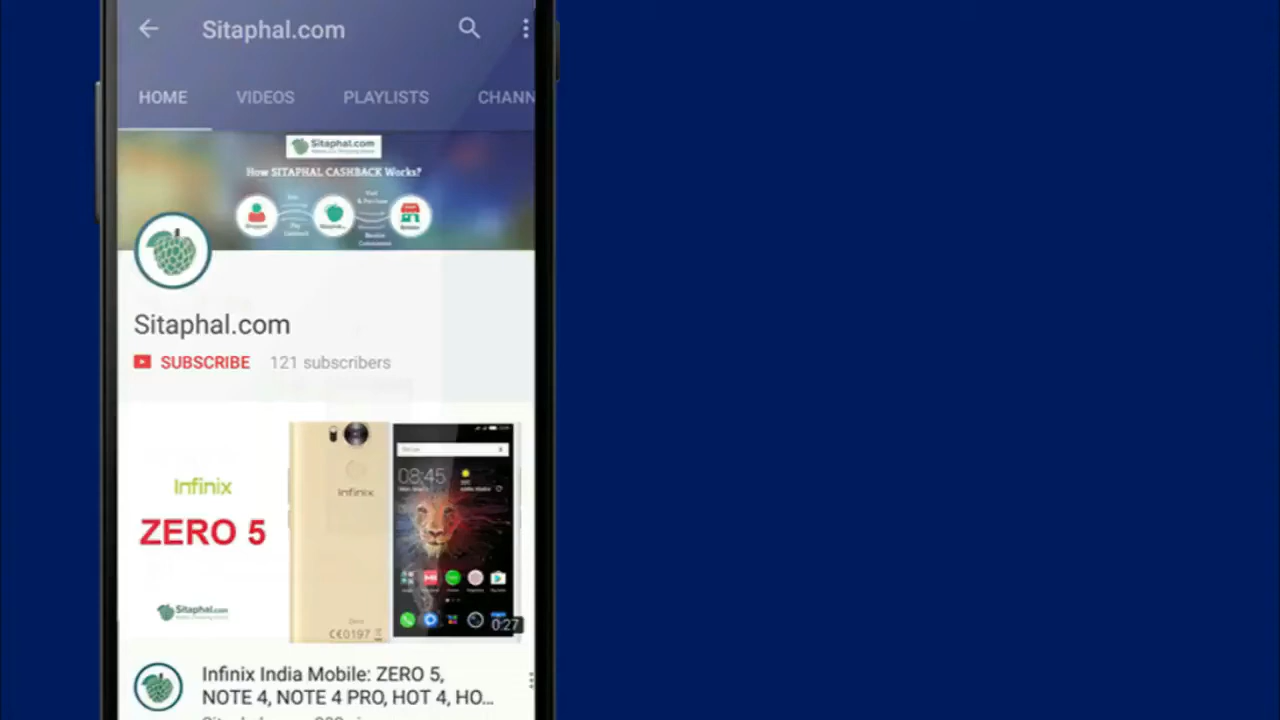 Sitaphal.com
HOME VIDEOS PLAYLISTS CHANN
Sitaphal.com
How SITAPHAL CASHBACK Works?
Sitaphal.com
SUBSCRIBE 121 subscribers
Infinix
ZERO 5
Infinix
08:45
Zero
CE0197
Sitaphal.com
0:27
Infinix India Mobile: ZERO 5,
NOTE 4, NOTE 4 PRO, HOT 4, HO...